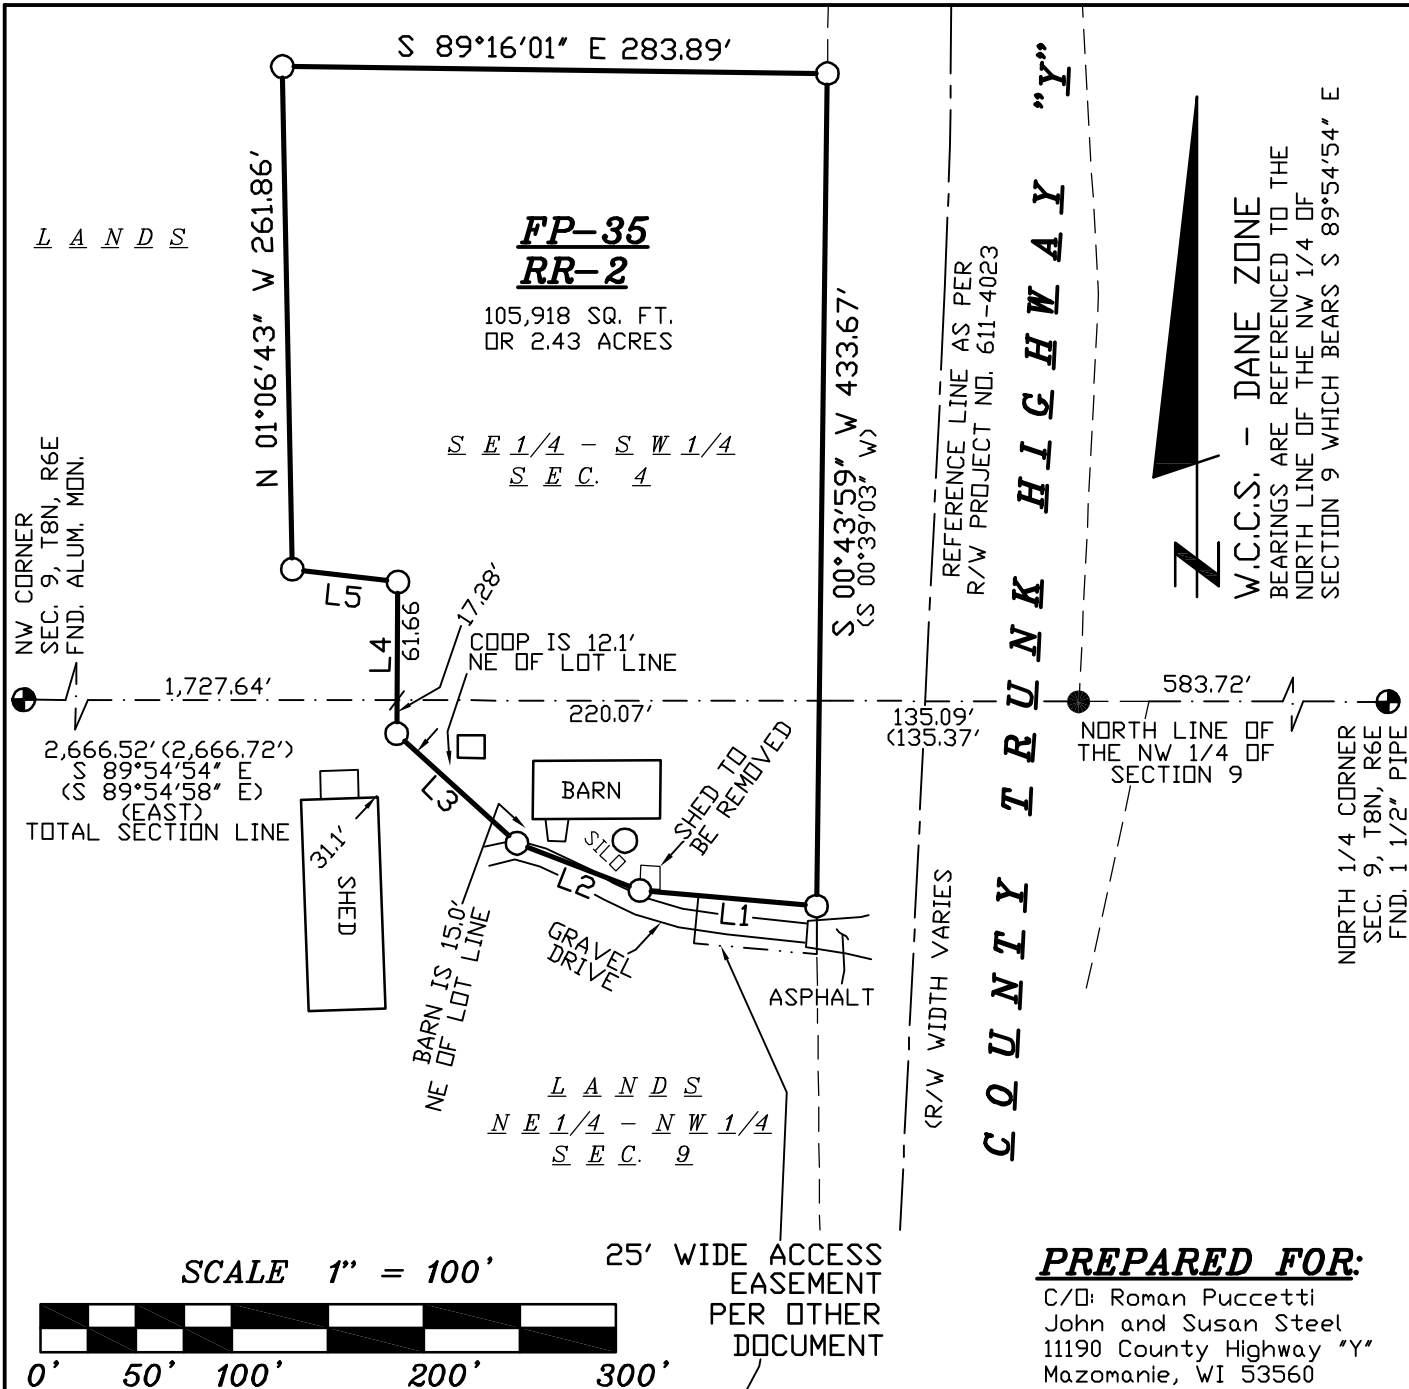 S 89°16'01" E 283.89'
N 01°06'43" W 261.86'
LANDS
FP-35
RR-2
105,918 SQ. FT.
OR 2.43 ACRES
SE1/4 - SW1/4
SEC. 4
S 00°43'59" W 433.67'
(S 00°39'03" W)
REFERENCE LINE AS PER
R/W PROJECT NO. 611-4023
COUNTY TRUNK HIGHWAY "Y"
(R/W WIDTH VARIES
N
W.C.C.S. - DANE ZONE
BEARINGS ARE REFERENCED TO THE
NORTH LINE OF THE NW 1/4 OF
SECTION 9 WHICH BEARS S 89°54'54" E
NW CORNER
SEC. 9, T8N, R6E
FND. ALUM. MON.
L5
L4
61.66
17.28'
COOP IS 12.1'
NE OF LOT LINE
1,727.64'
220.07'
135.09'
(135.37'
583.72'
NORTH LINE OF
THE NW 1/4 OF
SECTION 9
NORTH 1/4 CORNER
SEC. 9, T8N, R6E
FND. 1 1/2" PIPE
2,666.52' (2,666.72')
S 89°54'54" E
(S 89°54'58" E)
(EAST)
TOTAL SECTION LINE
31.1'
SHED
L3
BARN
SILO
SHED TO
BE REMOVED
L2
L1
BARN IS 15.0'
NE OF LOT LINE
GRAVEL
DRIVE
ASPHALT
LANDS
NE1/4 - NW1/4
SEC. 9
25' WIDE ACCESS
EASEMENT
PER OTHER
DOCUMENT
SCALE 1" = 100'
0' 50' 100' 200' 300'
PREPARED FOR:
C/O: Roman Puccetti
John and Susan Steel
11190 County Highway "Y"
Mazomanie, WI 53560